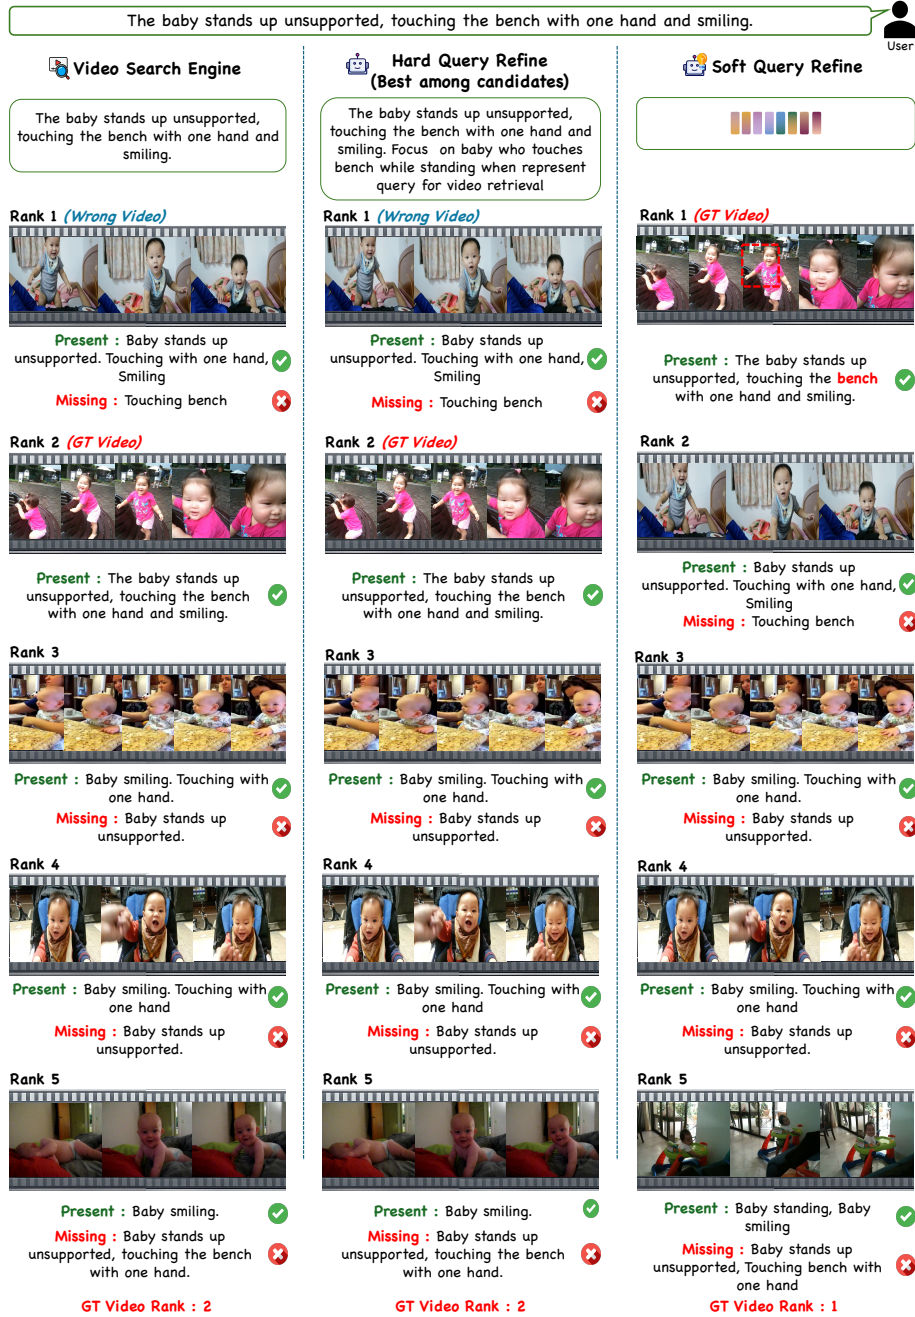 The baby stands up unsupported, touching the bench with one hand and smiling.
User
Video Search Engine
The baby stands up unsupported,
touching the bench with one hand and
smiling.
Rank 1 (Wrong Video)
Present : Baby stands up
unsupported. Touching with one hand,
Smiling
Missing : Touching bench
Rank 2 (GT Video)
Present : The baby stands up
unsupported, touching the bench
with one hand and smiling.
Rank 3
Present : Baby smiling. Touching with
one hand.
Missing : Baby stands up
unsupported.
Rank 4
Present : Baby smiling. Touching with
one hand
Missing : Baby stands up
unsupported.
Rank 5
Present : Baby smiling.
Missing : Baby stands up
unsupported, touching the bench
with one hand.
GT Video Rank : 2
Hard Query Refine
(Best among candidates)
The baby stands up unsupported,
touching the bench with one hand and
smiling. Focus on baby who touches
bench while standing when represent
query for video retrieval
Rank 1 (Wrong Video)
Present : Baby stands up
unsupported. Touching with one hand,
Smiling
Missing : Touching bench
Rank 2 (GT Video)
Present : The baby stands up
unsupported, touching the bench
with one hand and smiling.
Rank 3
Present : Baby smiling. Touching with
one hand.
Missing : Baby stands up
unsupported.
Rank 4
Present : Baby smiling. Touching with
one hand
Missing : Baby stands up
unsupported.
Rank 5
Present : Baby smiling.
Missing : Baby stands up
unsupported, touching the bench
with one hand.
GT Video Rank : 2
Soft Query Refine
Rank 1 (GT Video)
Present : The baby stands up
unsupported, touching the bench
with one hand and smiling.
Rank 2
Present : Baby stands up
unsupported. Touching with one hand,
Smiling
Missing : Touching bench
Rank 3
Present : Baby smiling. Touching with
one hand.
Missing : Baby stands up
unsupported.
Rank 4
Present : Baby smiling. Touching with
one hand
Missing : Baby stands up
unsupported.
Rank 5
Present : Baby standing, Baby
smiling
Missing : Baby stands up
unsupported, Touching bench with
one hand
GT Video Rank : 1